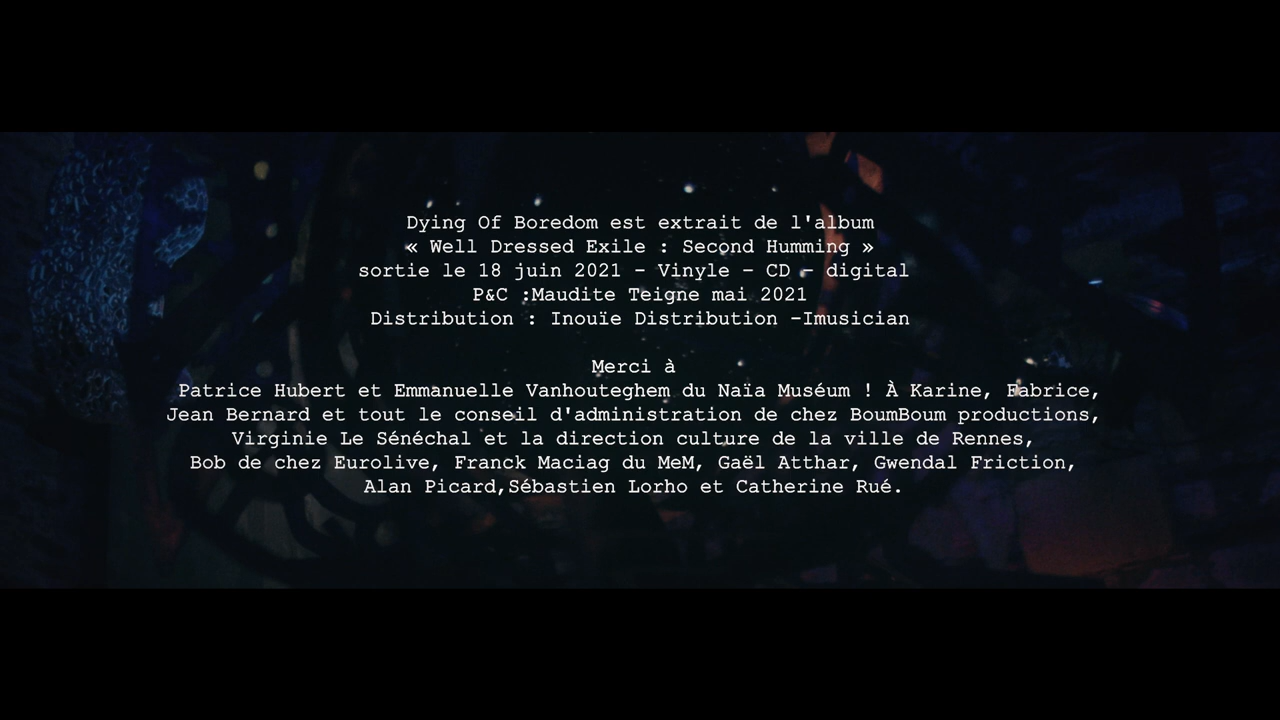 Dying Of Boredom est extrait de l'album
« Well Dressed Exile : Second Humming »
sortie le 18 juin 2021 - Vinyle - CD - digital
P&C :Maudite Teigne mai 2021
Distribution : Inouïe Distribution -Imusician
Merci à
Patrice Hubert et Emmanuelle Vanhouteghem du Naïa Muséum ! À Karine, Fabrice,
Jean Bernard et tout le conseil d'administration de chez BoumBoum productions,
Virginie Le Sénéchal et la direction culture de la ville de Rennes,
Bob de chez Eurolive, Franck Maciag du MeM, Gaël Atthar, Gwendal Friction,
Alan Picard,Sébastien Lorho et Catherine Rué.